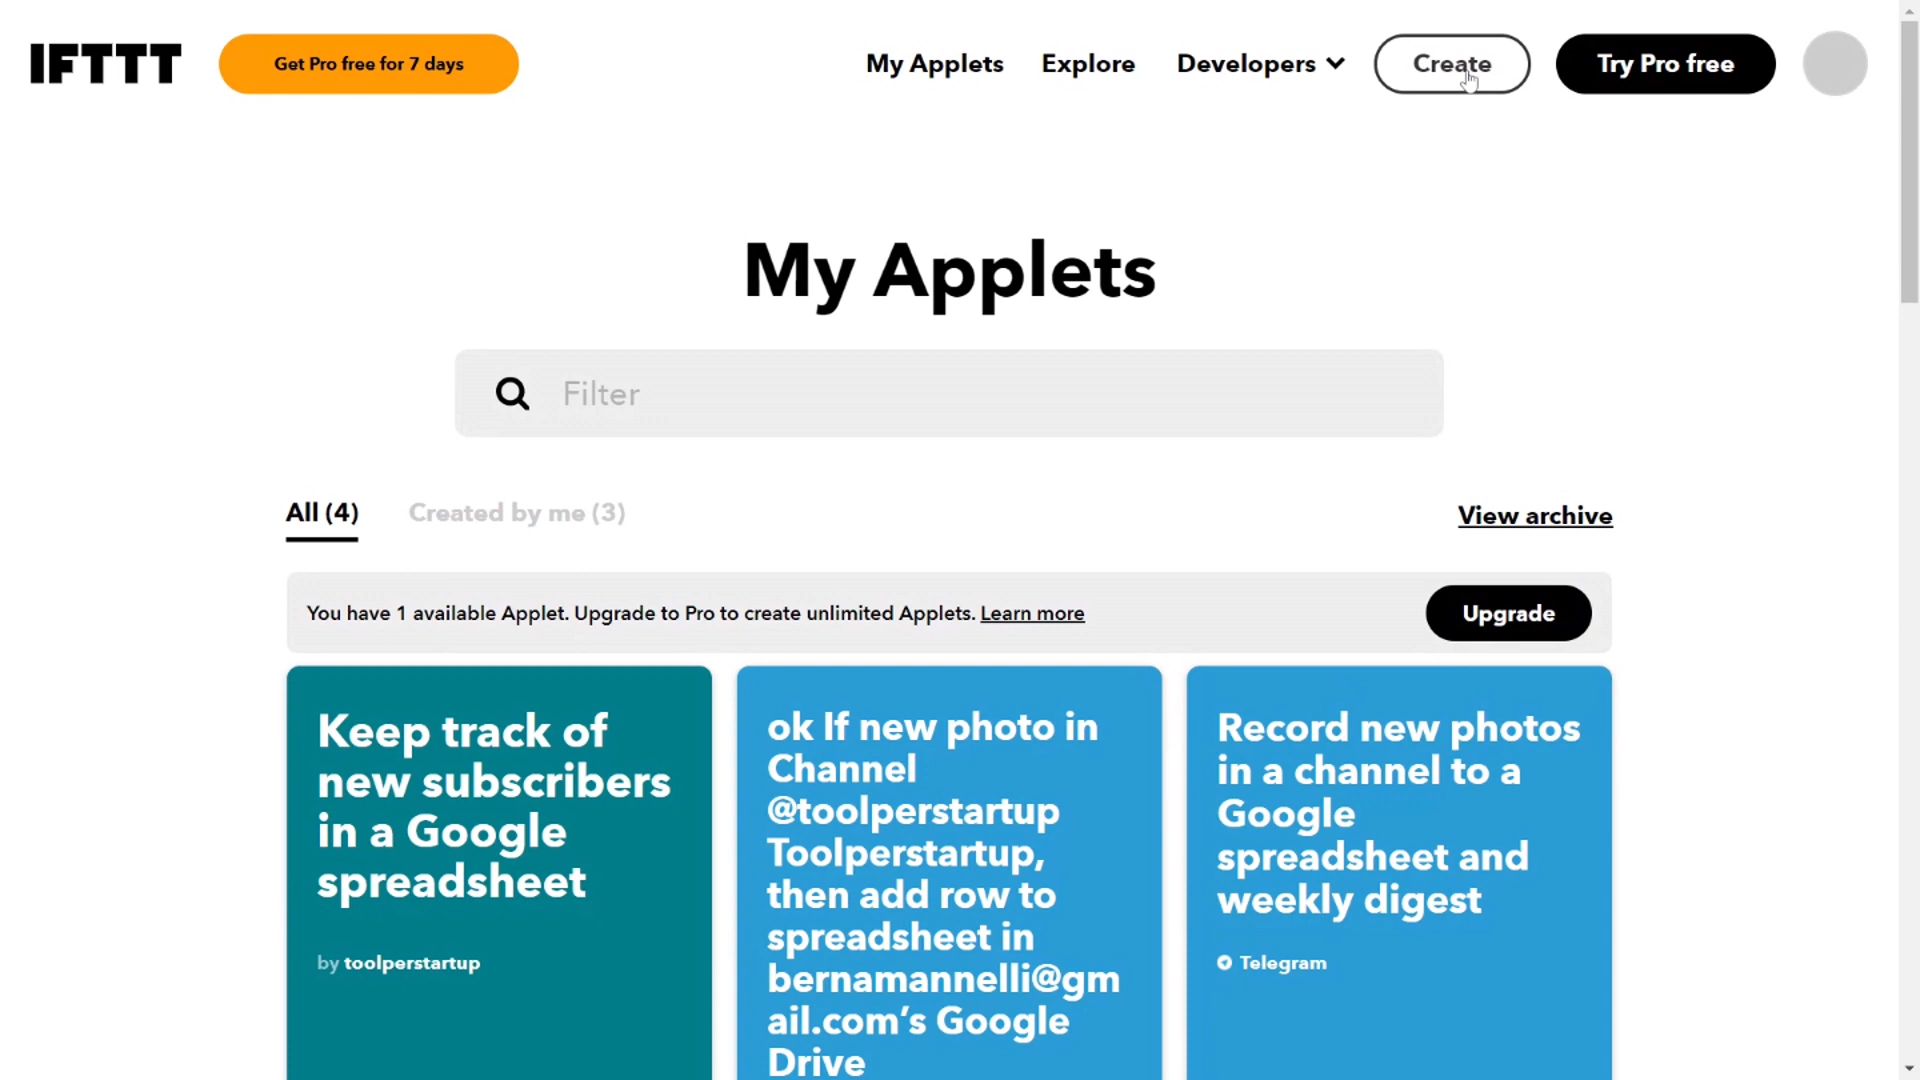 IFTTT
Get Pro free for 7 days
My Applets
Explore
Developers
Create
Try Pro free
My Applets
Filter
All (4)
Created by me (3)
View archive
You have 1 available Applet. Upgrade to Pro to create unlimited Applets. Learn more
Upgrade
Keep track of
new subscribers
in a Google
spreadsheet
by toolperstartup
ok If new photo in
Channel
@toolperstartup
Toolperstartup,
then add row to
spreadsheet in
bernamannelli@gm
ail.com's Google
Drive
Record new photos
in a channel to a
Google
spreadsheet and
weekly digest
Telegram